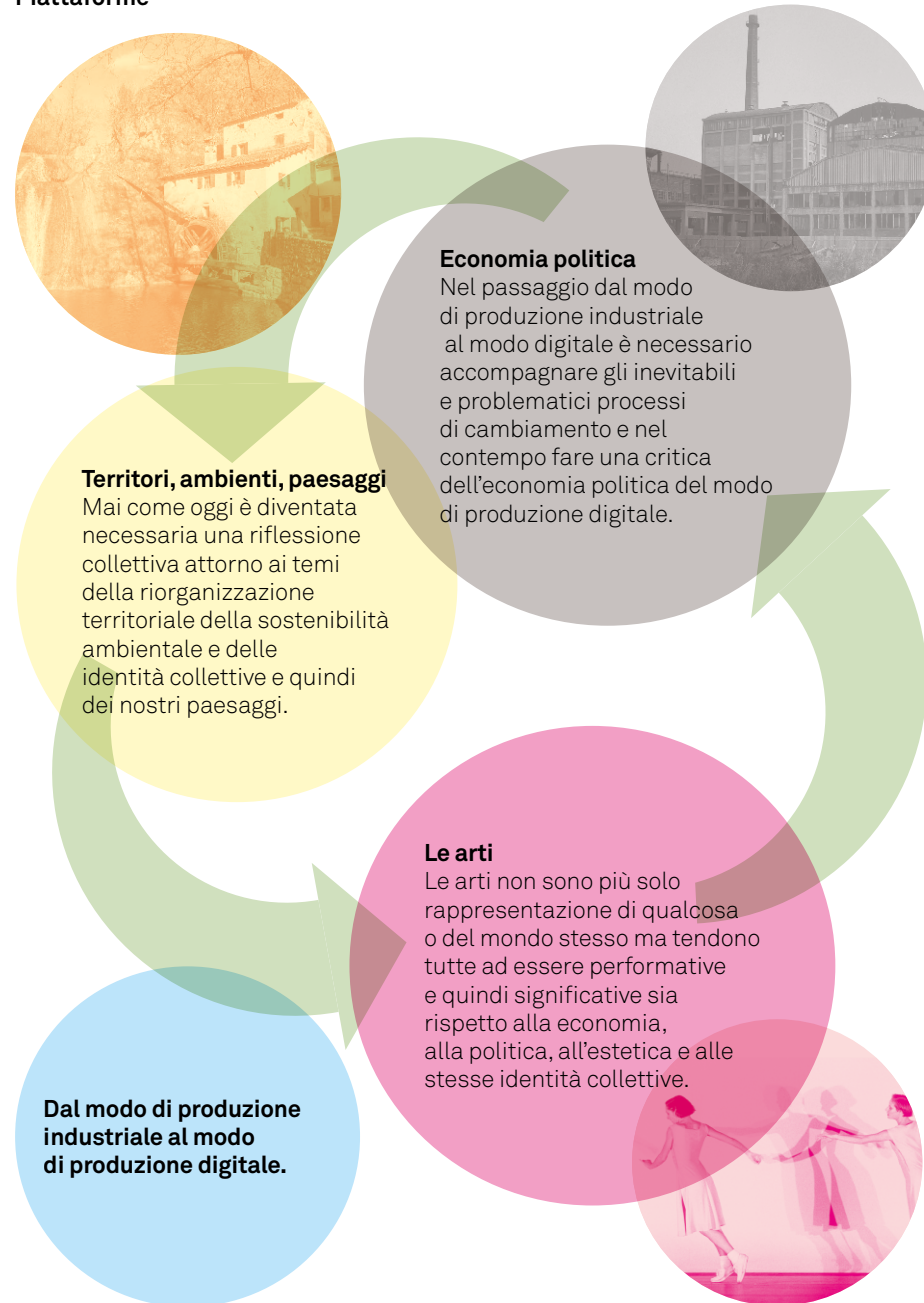 Piattaforme
Economia politica
Nel passaggio dal modo
di produzione industriale
al modo digitale è necessario
accompagnare gli inevitabili
e problematici processi
di cambiamento e nel
contempo fare una critica
dell’economia politica del modo
di produzione digitale.
Territori, ambienti, paesaggi
Mai come oggi è diventata
necessaria una riflessione
collettiva attorno ai temi
della riorganizzazione
territoriale della sostenibilità
ambientale e delle
identità collettive e quindi
dei nostri paesaggi.
Le arti
Le arti non sono più solo
rappresentazione di qualcosa
o del mondo stesso ma tendono
tutte ad essere performative
e quindi significative sia
rispetto alla economia,
alla politica, all’estetica e alle
stesse identità collettive.
Dal modo di produzione
industriale al modo
di produzione digitale.